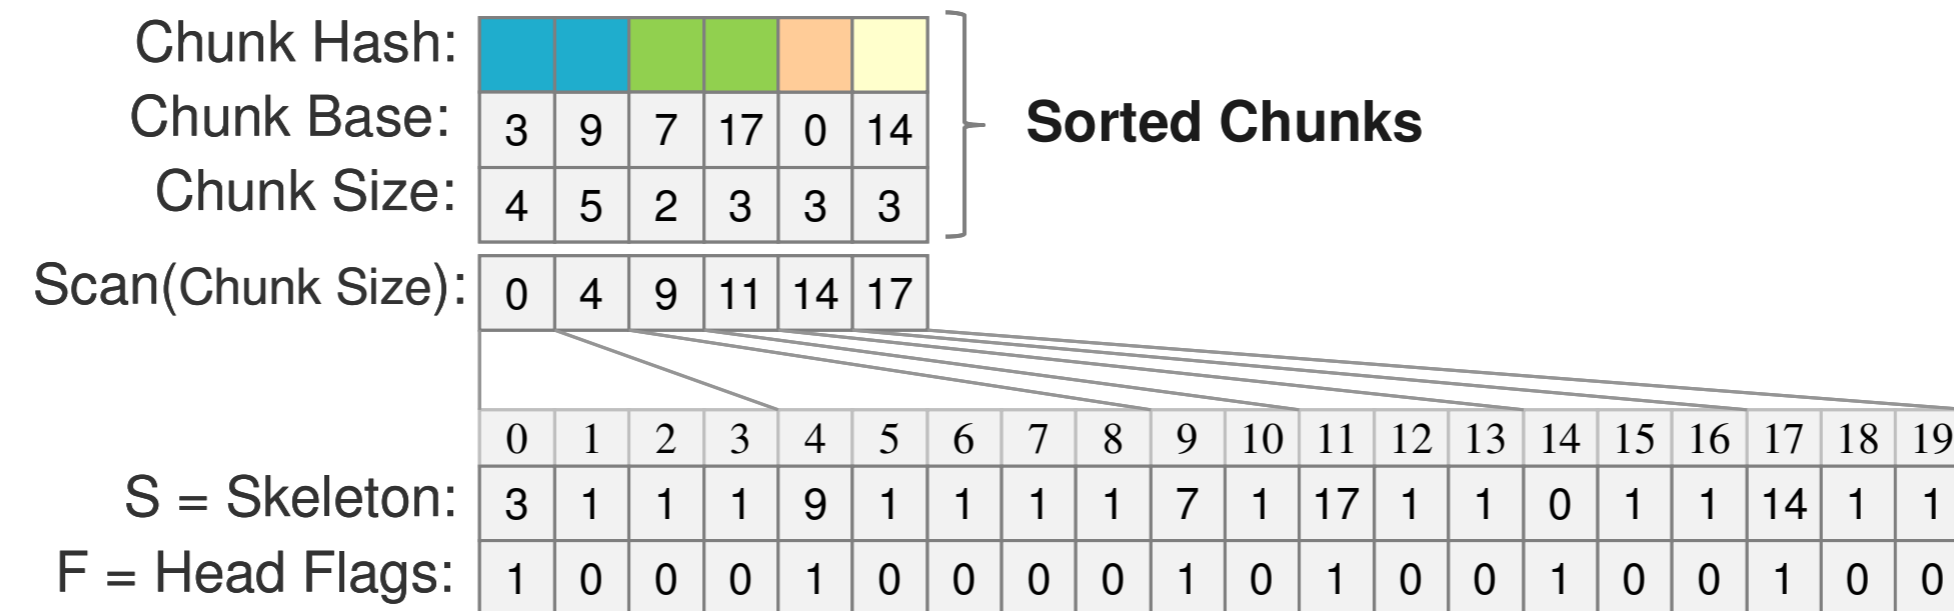 Chunk Hash:
Chunk Base: 3 9 7 17 0 14
Sorted Chunks
Chunk Size: 4 5 2 3 3 3
Scan(Chunk Size): 0 4 9 11 14 17
0 1 2 3 4 5 6 7 8 9 10 11 12 13 14 15 16 17 18 19
S = Skeleton: 3 1 1 1 9 1 1 1 1 7 1 17 1 1 0 1 1 14 1 1
F = Head Flags: 1 0 0 0 1 0 0 0 0 1 0 1 0 0 1 0 0 1 0 0